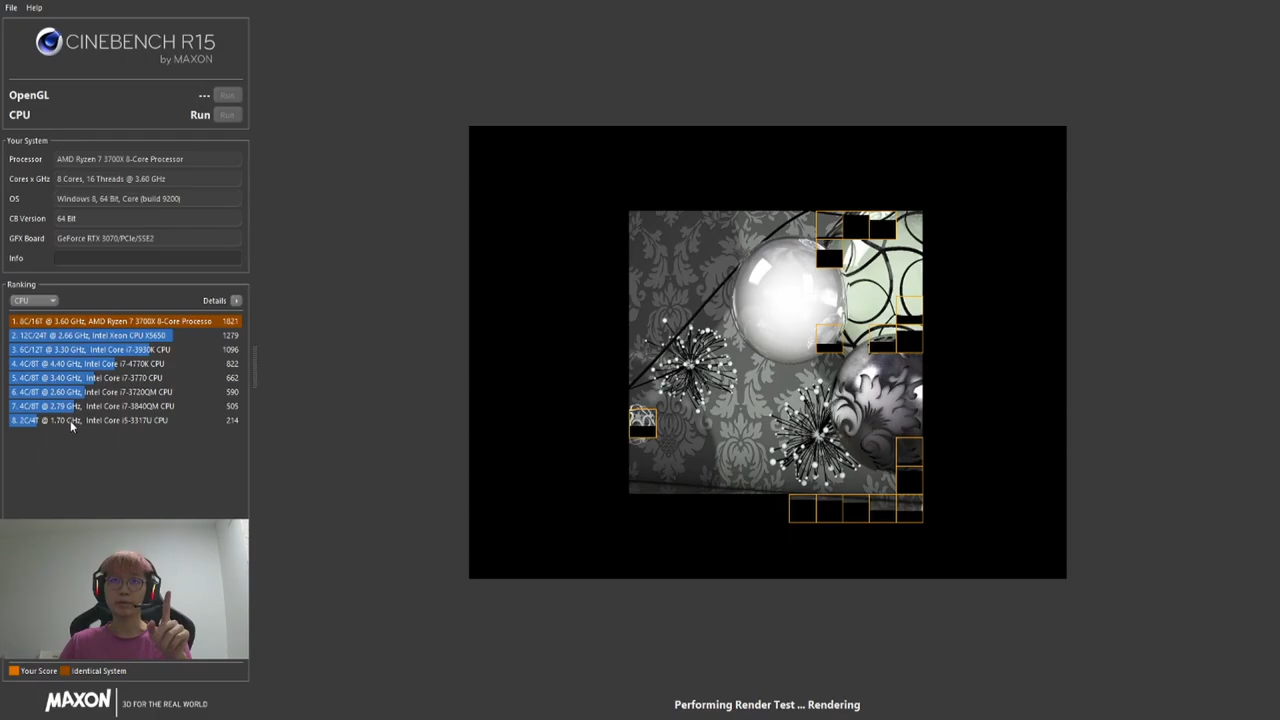 File Help
CINEBENCH R15
by MAXON
OpenGL --- Run
CPU Run Run
Your System
Processor AMD Ryzen 7 3700X 8-Core Processor
Cores x GHz 8 Cores, 16 Threads @ 3.60 GHz
OS Windows 8, 64 Bit, Core (build 9200)
CB Version 64 Bit
GFX Board GeForce RTX 3070/PCIe/SSE2
Info
Ranking
CPU Details
1. 8C/16T @ 3.60 GHz, AMD Ryzen 7 3700X 8-Core Processo 1821
2. 12C/24T @ 2.66 GHz, Intel Xeon CPU X5650 1279
3. 6C/12T @ 3.30 GHz, Intel Core i7-3930K CPU 1096
4. 4C/8T @ 4.40 GHz, Intel Core i7-4770K CPU 822
5. 4C/8T @ 3.40 GHz, Intel Core i7-3770 CPU 662
6. 4C/8T @ 2.60 GHz, Intel Core i7-3720QM CPU 590
7. 4C/8T @ 2.79 GHz, Intel Core i7-3840QM CPU 505
8. 2C/4T @ 1.70 GHz, Intel Core i5-3317U CPU 214
Your Score Identical System
MAXON 3D FOR THE REAL WORLD
Performing Render Test ... Rendering